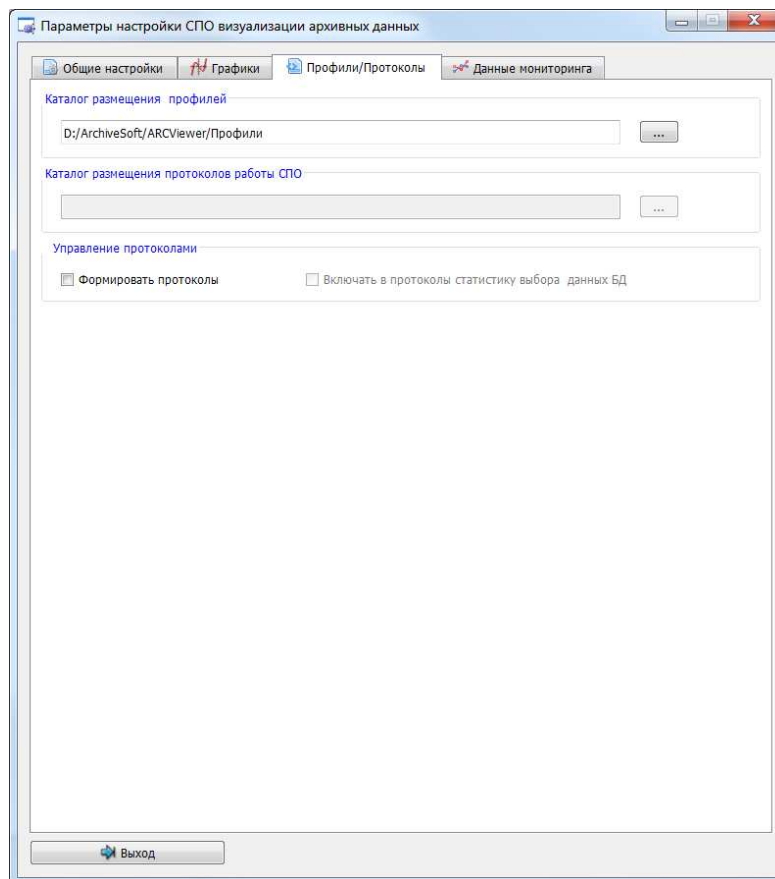 Параметры настройки СПО визуализации архивных данных
Общие настройки Графики Профили/Протоколы Данные мониторинга
Каталог размещения профилей
D:/ArchiveSoft/ARCViewer/Профили ...
Каталог размещения протоколов работы СПО
...
Управление протоколами
Формировать протоколы Включать в протоколы статистику выбора данных БД
Выход